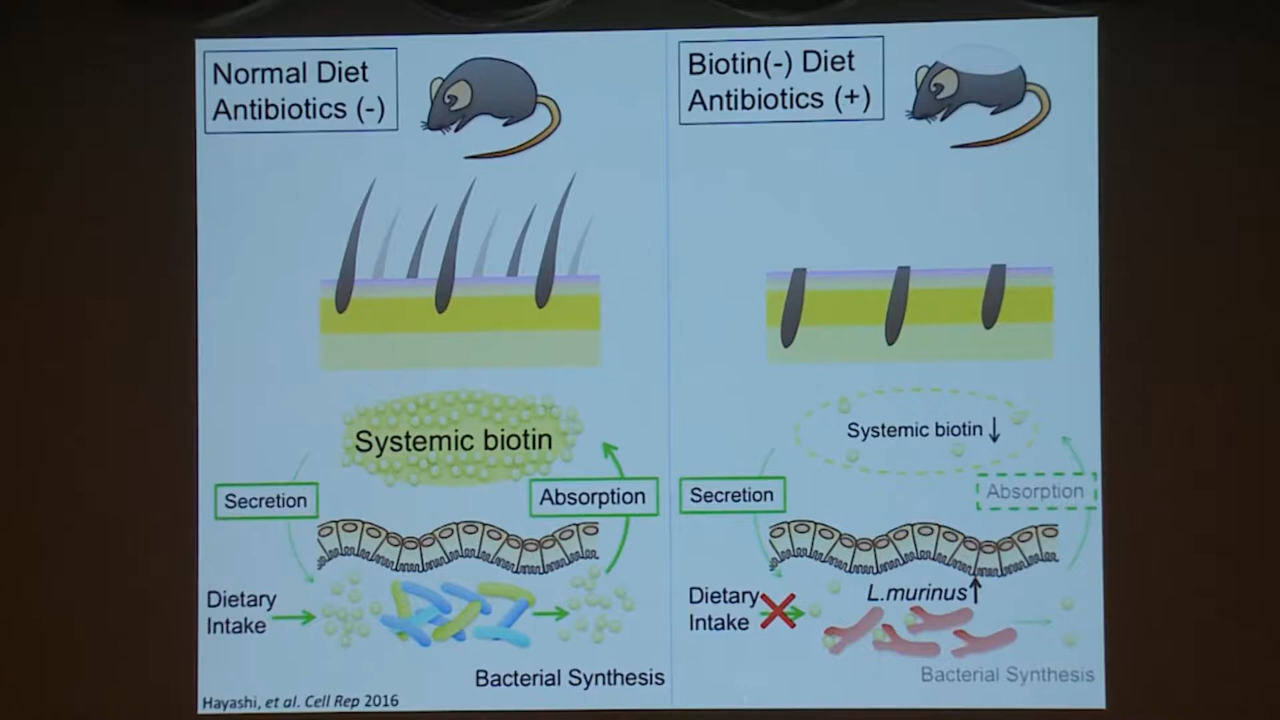 Normal Diet
Antibiotics (-)
Systemic biotin
Secretion
Absorption
Dietary
Intake
Bacterial Synthesis
Hayashi, et al. Cell Rep 2016
Biotin(-) Diet
Antibiotics (+)
Systemic biotin↓
Secretion
Absorption
L.murinus↑
Dietary
Intake
Bacterial Synthesis